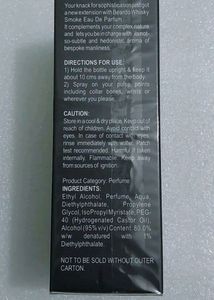 Your knack for sophistication just got
a new extension with Beardo Whisky
Smoke Eau De Parfum.
It complements your complex nature
and lets you be in charge with its not-
so-subtle and hedonistic aroma of
bespoke manliness.
DIRECTIONS FOR USE:
1) Hold the bottle upright & keep it
about 10 cms away from the body.
2) Spray on your pulse points
including collar bones, wrists or
wherever you please.
CAUTION:
Store in a cool & dry place. Keep out of
reach of children. Avoid contact with
eyes. In case of contact with eyes
rinse immediately with water. Patch
test recommended. Harmful if taken
internally. Flammable. Keep away
from sources of ignition.
Product Category: Perfume
INGREDIENTS:
Ethyl Alcohol, Perfume, Aqua
Diethylphthalate, Propylene
Glycol, IsoPropylMyristate, PEG-
40 (Hydrogenated Castor Oil),
Alcohol (95%v/v) Content: 80.0%
w/w denatured with 1%
Diethylphthalate.
NOT TO BE SOLD WITHOUT OUTER
CARTON.